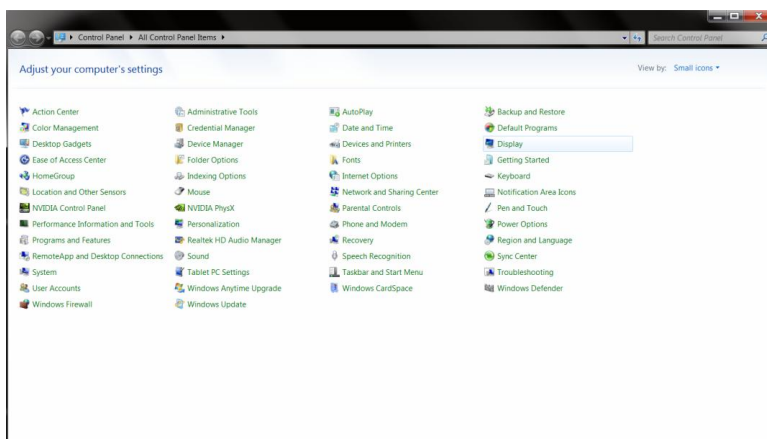 Control Panel All Control Panel Items Search Control Panel
Adjust your computer's settings View by: Small icons
Action Center Administrative Tools AutoPlay Backup and Restore
Color Management Credential Manager Date and Time Default Programs
Desktop Gadgets Device Manager Devices and Printers Display
Ease of Access Center Folder Options Fonts Getting Started
HomeGroup Indexing Options Internet Options Keyboard
Location and Other Sensors Mouse Network and Sharing Center Notification Area Icons
NVIDIA Control Panel NVIDIA PhysX Parental Controls Pen and Touch
Performance Information and Tools Personalization Phone and Modem Power Options
Programs and Features Realtek HD Audio Manager Recovery Region and Language
RemoteApp and Desktop Connections Sound Speech Recognition Sync Center
System Tablet PC Settings Taskbar and Start Menu Troubleshooting
User Accounts Windows Anytime Upgrade Windows CardSpace Windows Defender
Windows Firewall Windows Update